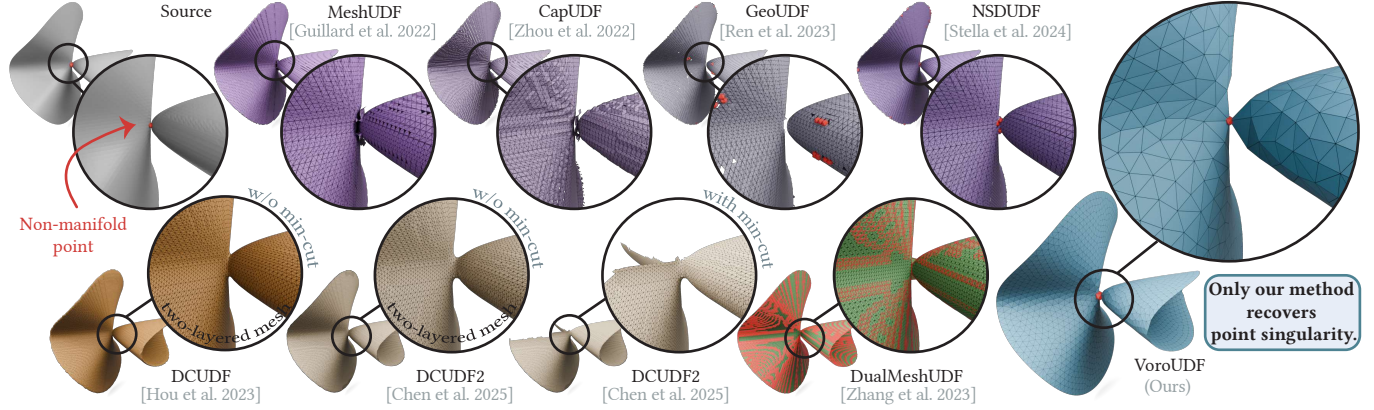 Source
MeshUDF
[Guillard et al. 2022]
CapUDF
[Zhou et al. 2022]
GeoUDF
[Ren et al. 2023]
NSDUDF
[Stella et al. 2024]
Non-manifold
point
w/o min-cut
two-layered mesh
DCUDF
[Hou et al. 2023]
w/o min-cut
two-layered mesh
DCUDF2
[Chen et al. 2025]
with min-cut
DCUDF2
[Chen et al. 2025]
DualMeshUDF
[Zhang et al. 2023]
VoroUDF
(Ours)
Only our method
recovers
point singularity.